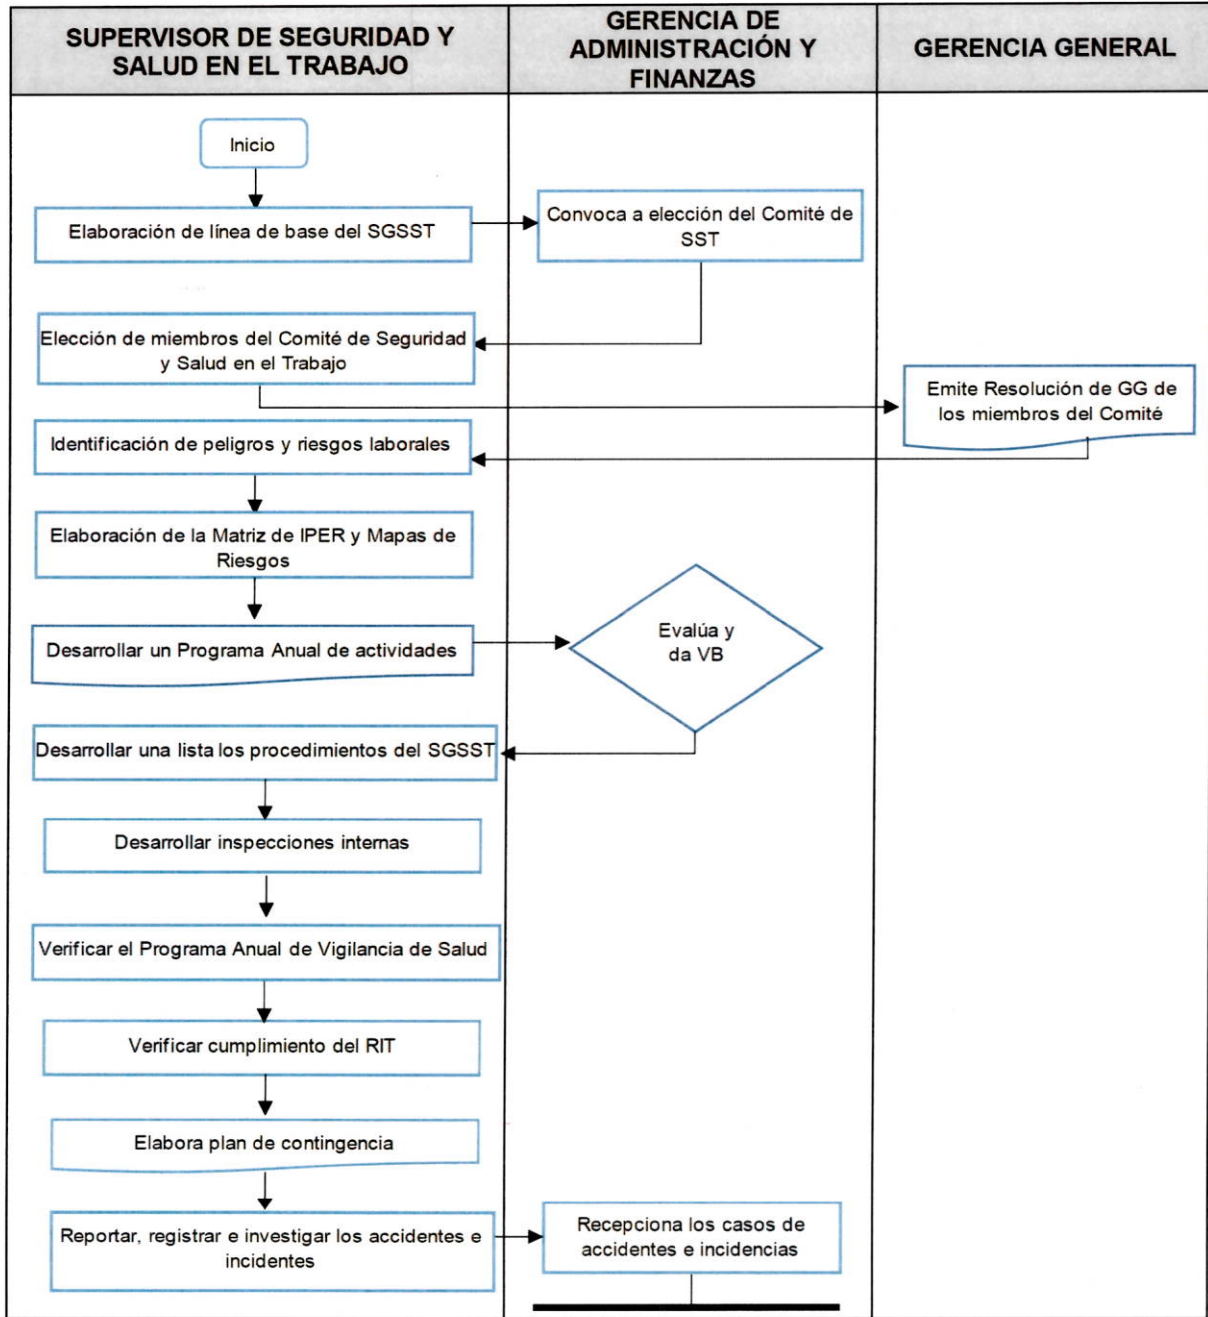 SUPERVISOR DE SEGURIDAD Y
SALUD EN EL TRABAJO
GERENCIA DE
ADMINISTRACIÓN Y
FINANZAS
GERENCIA GENERAL
Inicio
Elaboración de línea de base del SGSST
Convoca a elección del Comité de
SST
Elección de miembros del Comité de Seguridad
y Salud en el Trabajo
Emite Resolución de GG de
los miembros del Comité
Identificación de peligros y riesgos laborales
Elaboración de la Matriz de IPER y Mapas de
Riesgos
Desarrollar un Programa Anual de actividades
Evalúa y
da VB
Desarrollar una lista los procedimientos del SGSST
Desarrollar inspecciones internas
Verificar el Programa Anual de Vigilancia de Salud
Verificar cumplimiento del RIT
Elabora plan de contingencia
Reportar, registrar e investigar los accidentes e
incidentes
Recepciona los casos de
accidentes e incidencias